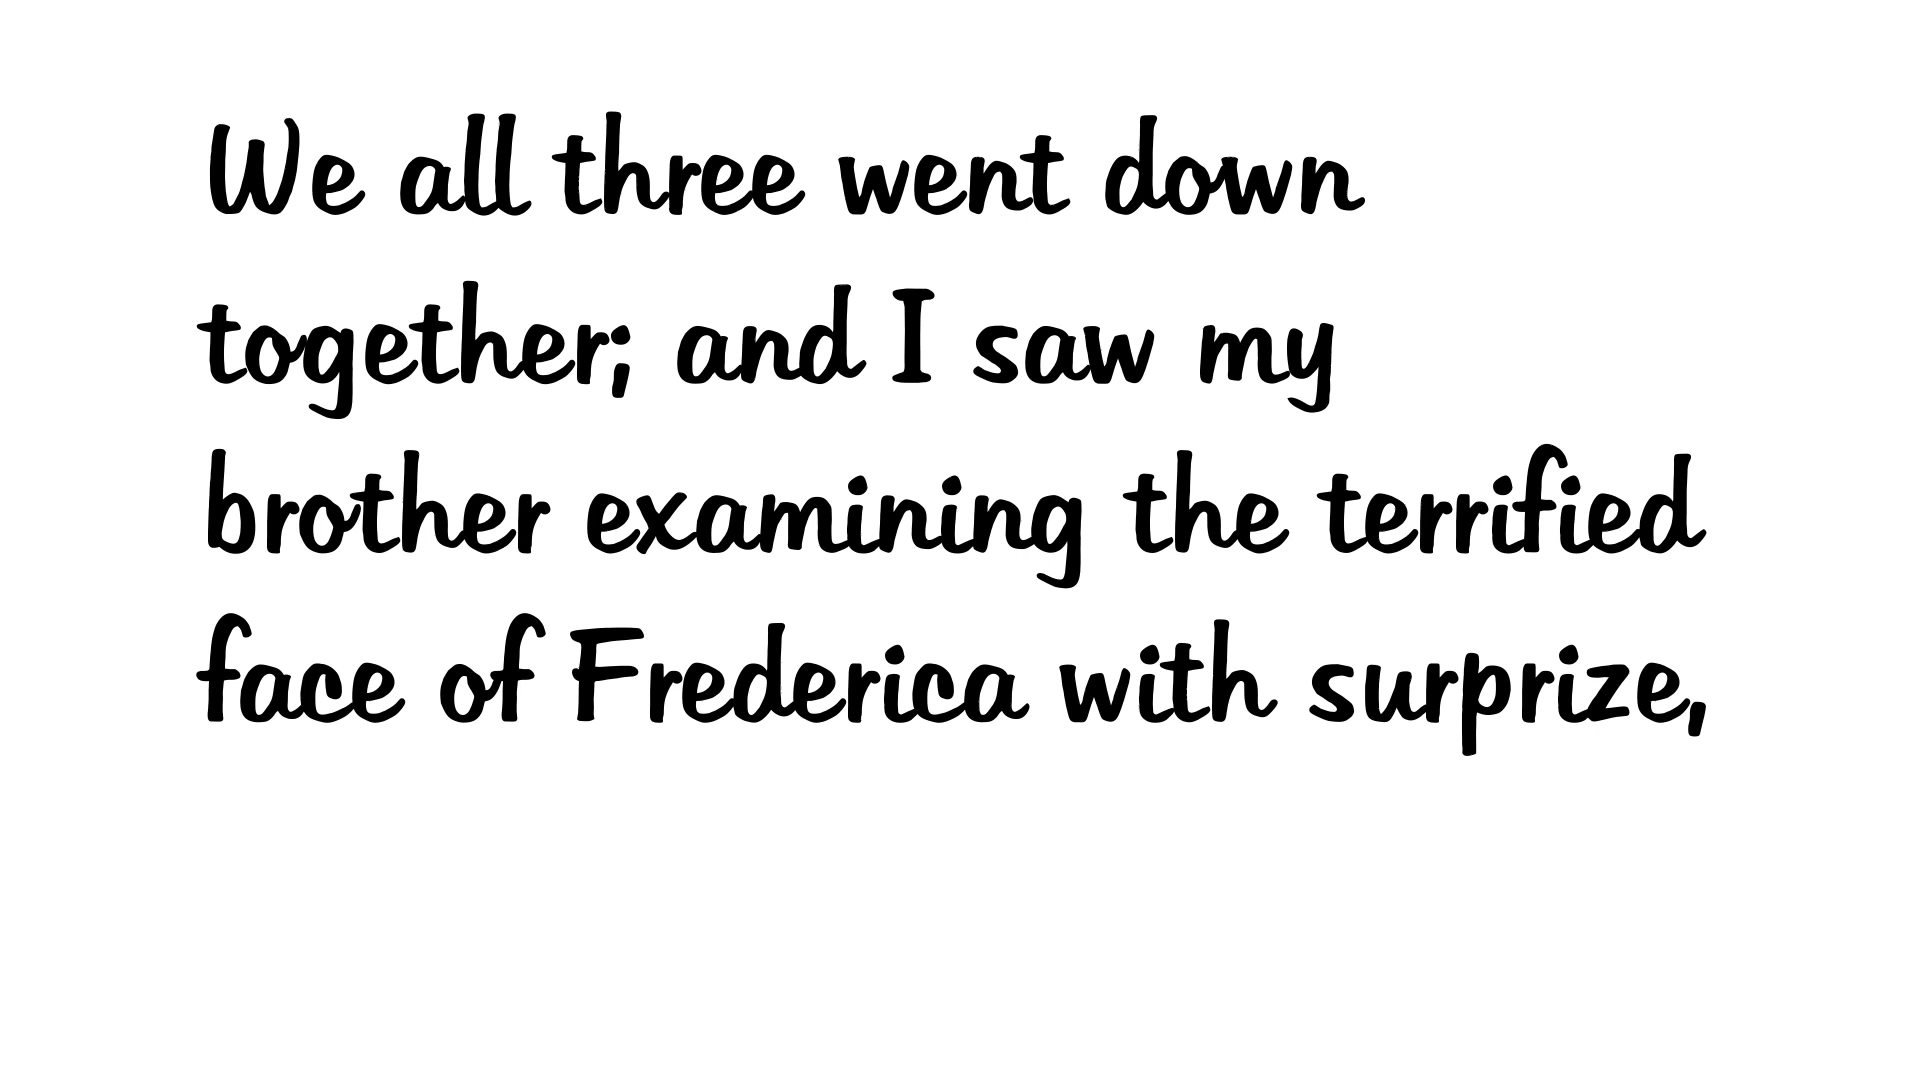 We all three went down
together; and I saw my
brother examining the terrified
face of Frederica with surprize,